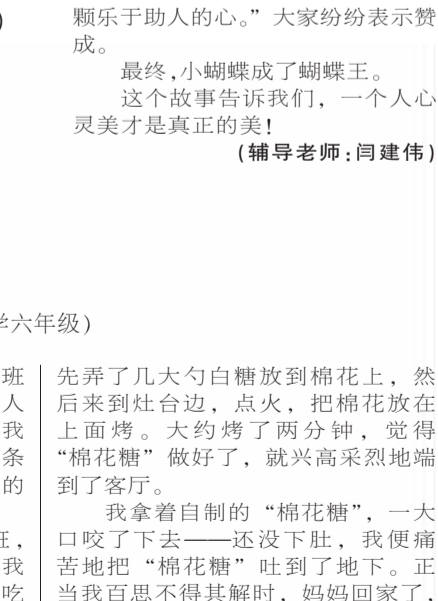 )
颗乐于助人的心。”大家纷纷表示赞
成。
最终,小蝴蝶成了蝴蝶王。
这个故事告诉我们，一个人心
灵美才是真正的美!
(辅导老师:闫建伟)
学六年级)
班
人
我
条
的
我
吃
先弄了几大勺白糖放到棉花上，然
后来到灶台边，点火，把棉花放在
上面烤。大约烤了两分钟，觉得
“棉花糖”做好了，就兴高采烈地端
到了客厅。
我拿着自制的“棉花糖”，一大
口咬了下去——还没下肚，我便痛
苦地把“棉花糖”吐到了地下。正
当我百思不得其解时，妈妈回家了，